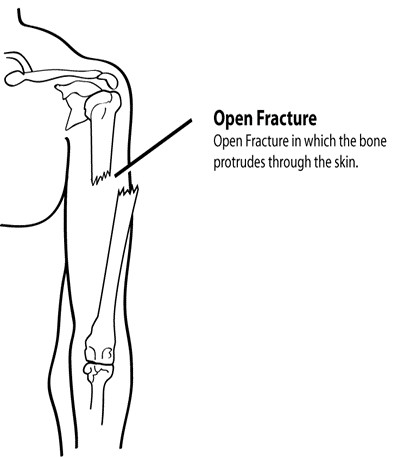 Open Fracture
Open Fracture in which the bone
protrudes through the skin.